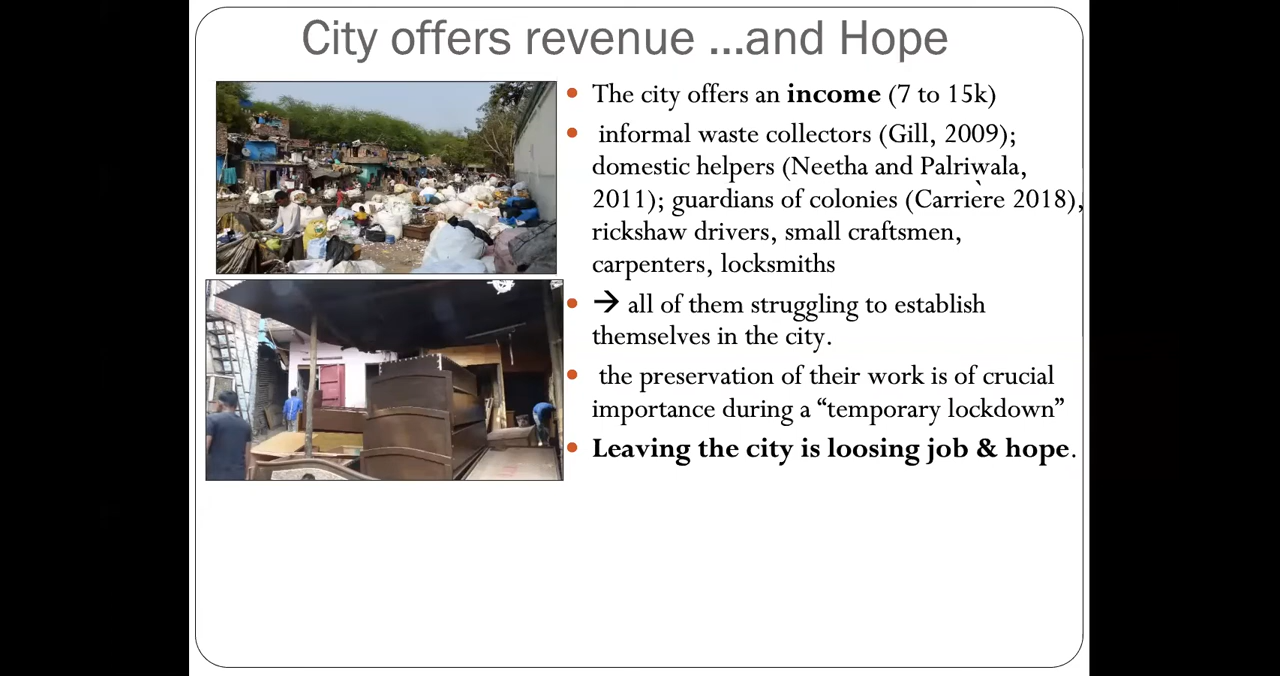 City offers revenue ...and Hope
• The city offers an income (7 to 15k)
• informal waste collectors (Gill, 2009);
domestic helpers (Neetha and Palriwala,
2011); guardians of colonies (Carrière 2018),
rickshaw drivers, small craftsmen,
carpenters, locksmiths
• → all of them struggling to establish
themselves in the city.
• the preservation of their work is of crucial
importance during a “temporary lockdown”
• Leaving the city is loosing job & hope.